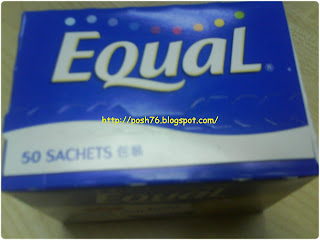 EQuaL®
http://posh76.blogspot.com/
50 SACHETS 包裝